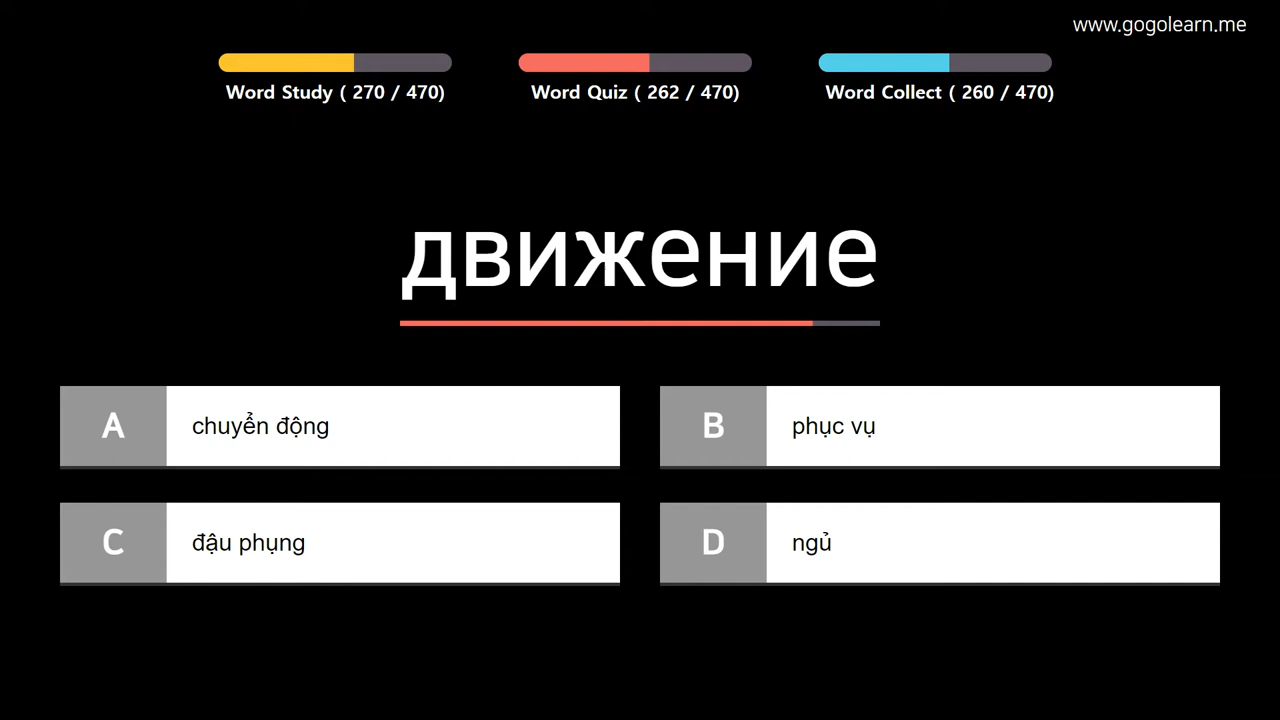 www.gogolearn.me
Word Study ( 270 / 470)
Word Quiz ( 262 / 470)
Word Collect ( 260 / 470)
движение
A chuyển động
B phục vụ
C đậu phụng
D ngủ